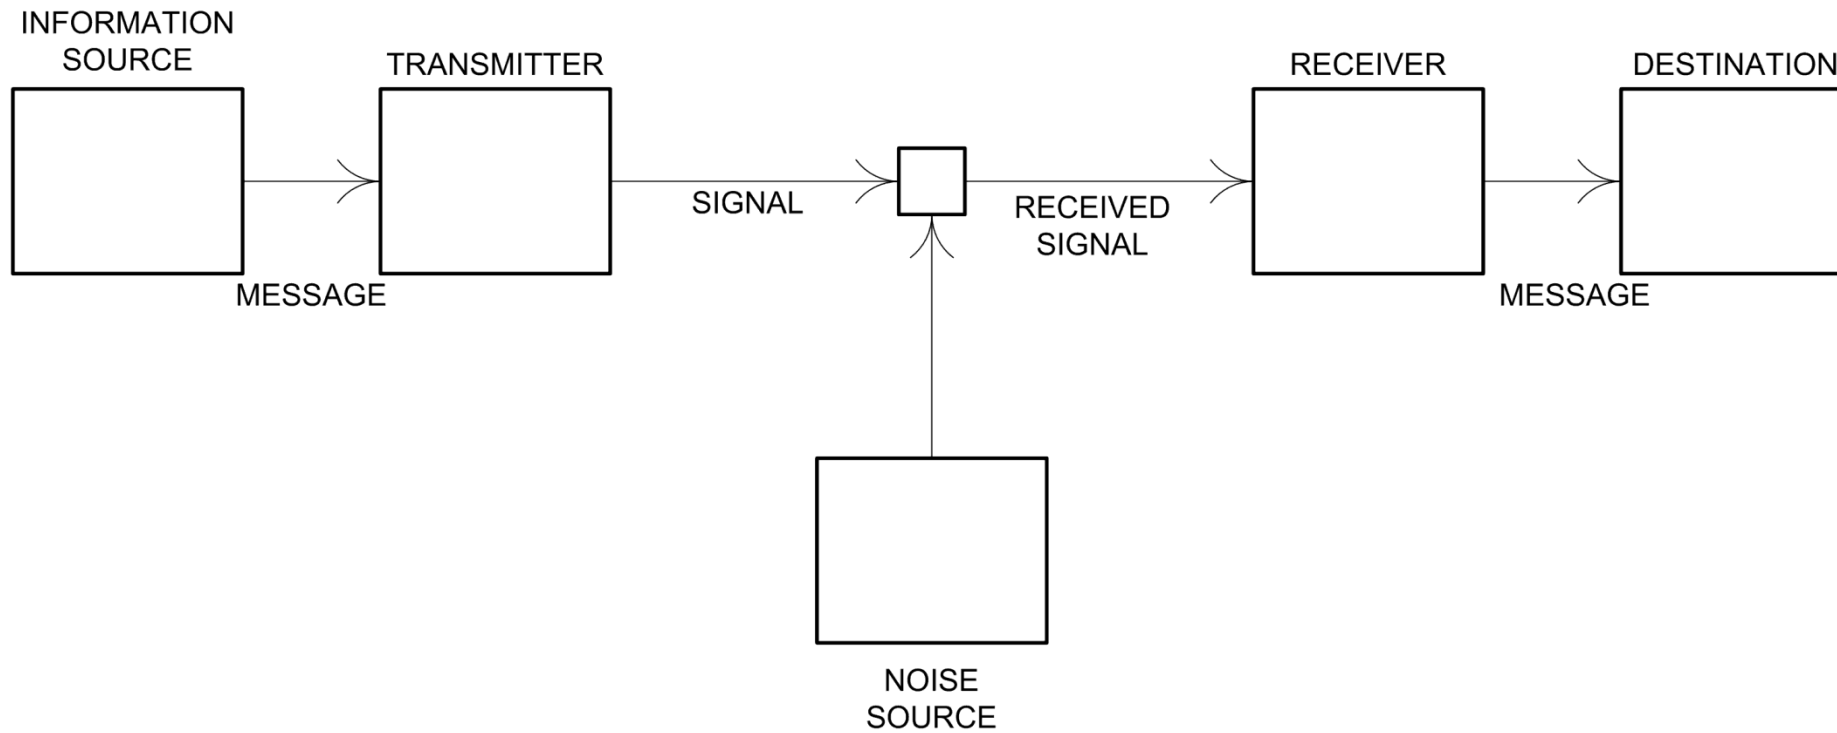 INFORMATION
SOURCE
TRANSMITTER
RECEIVER
DESTINATION
SIGNAL
RECEIVED
SIGNAL
MESSAGE
MESSAGE
NOISE
SOURCE